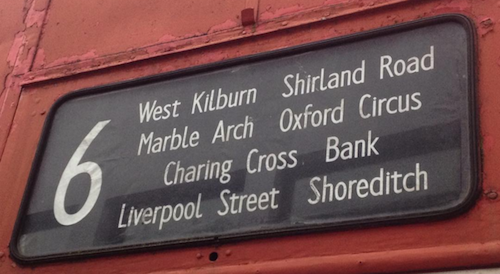 6
West Kilburn Shirland Road
Marble Arch Oxford Circus
Charing Cross Bank
Liverpool Street Shoreditch